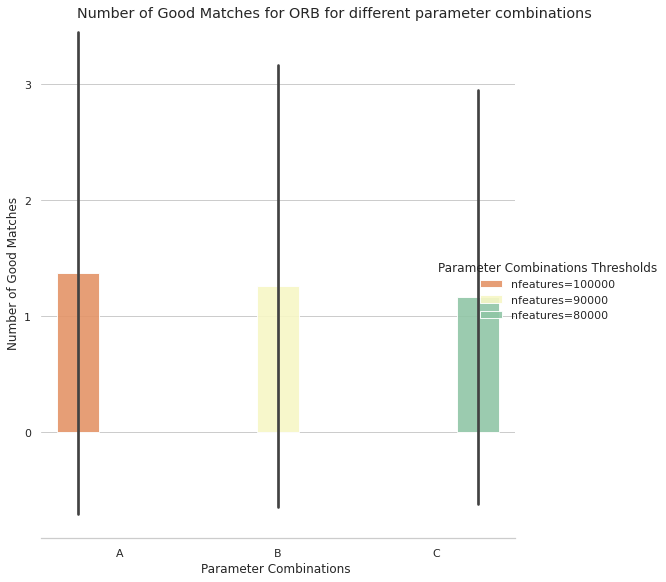 Number of Good Matches for ORB for different parameter combinations
3
2
1
0
Number of Good Matches
Parameter Combinations Thresholds
nfeatures=100000
nfeatures=90000
nfeatures=80000
A
B
C
Parameter Combinations